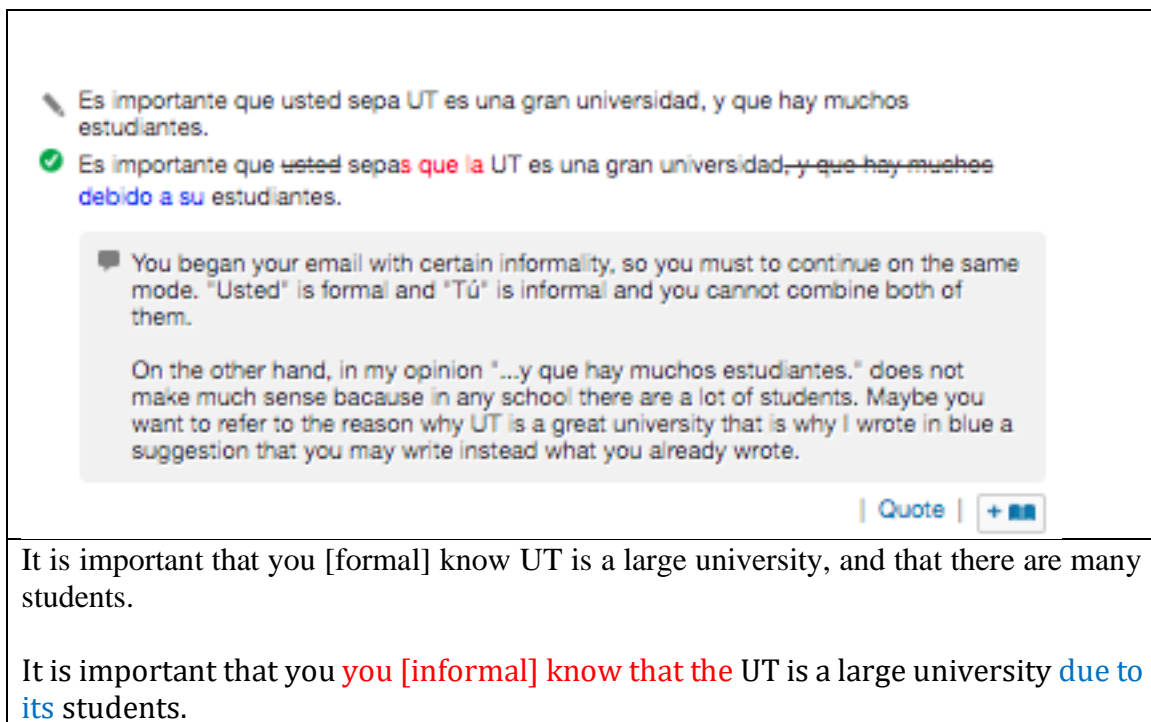 Es importante que usted sepa UT es una gran universidad, y que hay muchos
estudiantes.
Es importante que usted sepas que la UT es una gran universidad, y que hay muchos
debido a su estudiantes.
You began your email with certain informality, so you must to continue on the same
mode. "Usted" is formal and "Tú" is informal and you cannot combine both of
them.
On the other hand, in my opinion "...y que hay muchos estudiantes." does not
make much sense bacause in any school there are a lot of students. Maybe you
want to refer to the reason why UT is a great university that is why I wrote in blue a
suggestion that you may write instead what you already wrote.
| Quote | +
It is important that you [formal] know UT is a large university, and that there are many
students.
It is important that you you [informal] know that the UT is a large university due to
its students.